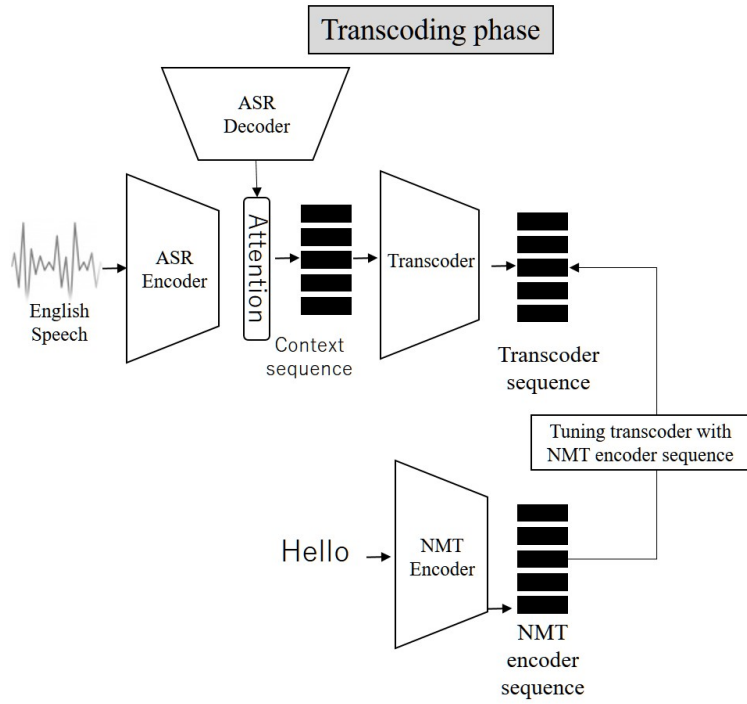 Transcoding phase
ASR
Decoder
ASR
Encoder
Attention
Transcoder
English
Speech
Context
sequence
Transcoder
sequence
Tuning transcoder with
NMT encoder sequence
Hello
NMT
Encoder
NMT
encoder
sequence